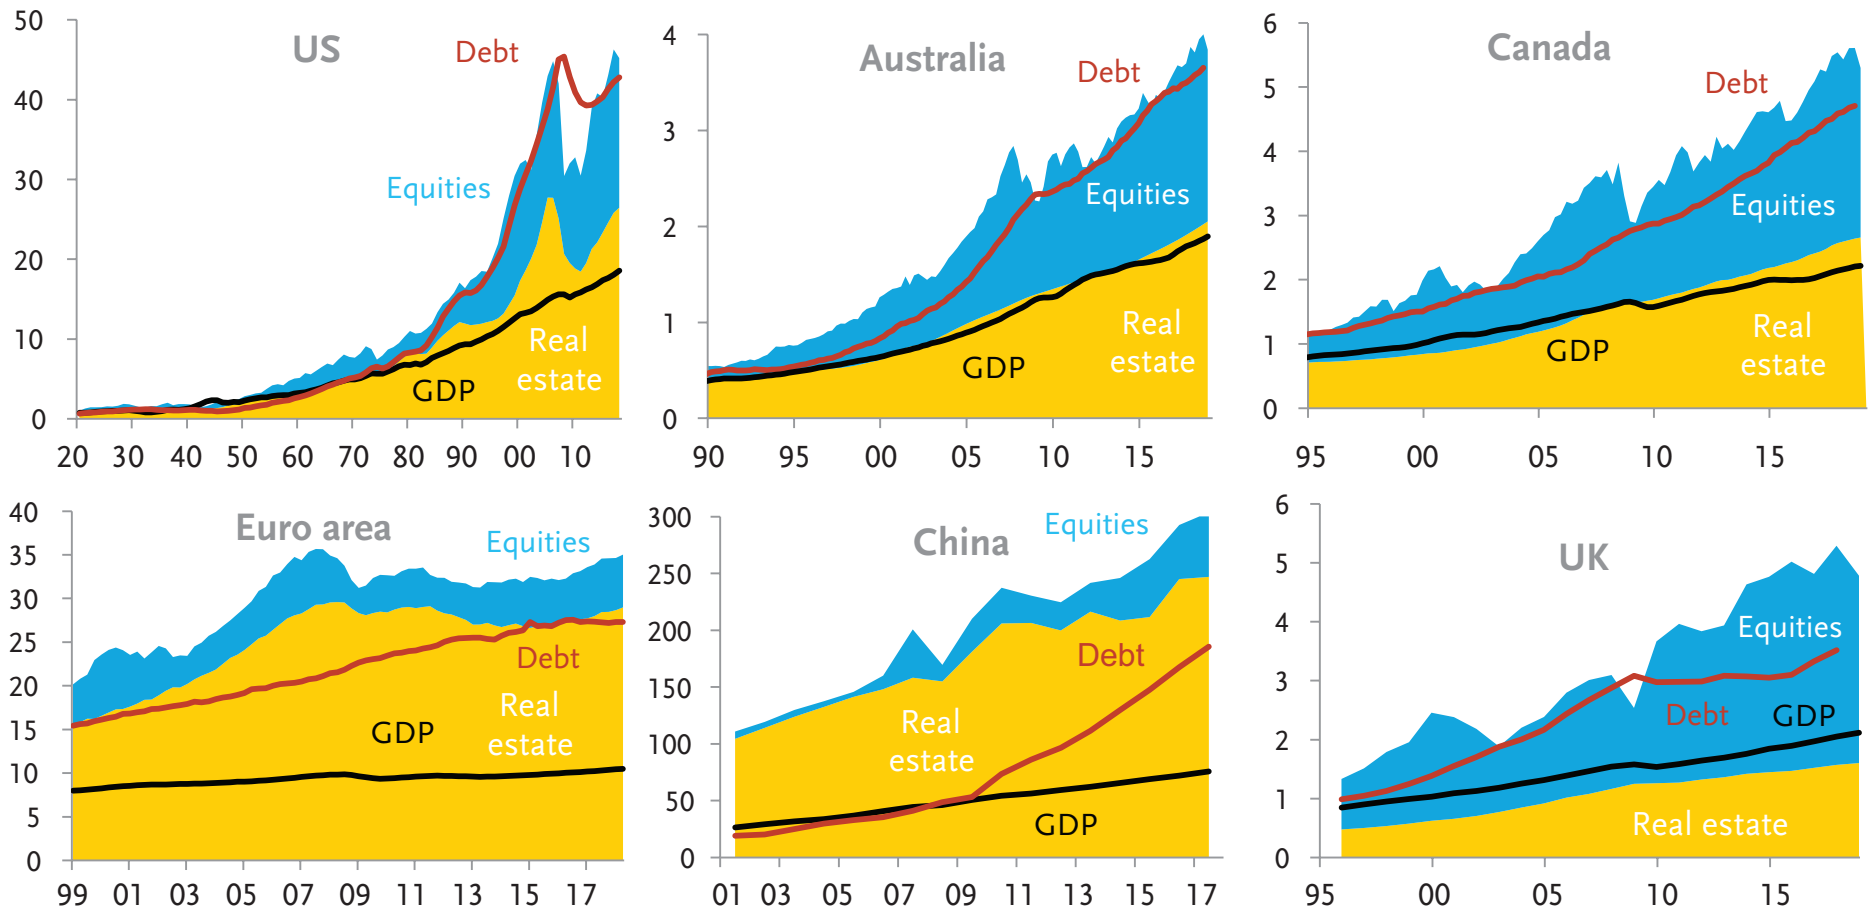 US
Debt
Equities
Real
estate
GDP
50
40
30
20
10
0
20 30 40 50 60 70 80 90 00 10
Australia
Debt
Equities
Real
estate
GDP
4
3
2
1
0
90 95 00 05 10 15
Canada
Debt
Equities
Real
estate
GDP
6
5
4
3
2
1
0
95 00 05 10 15
Euro area
Equities
Debt
Real
estate
GDP
40
35
30
25
20
15
10
5
0
99 01 03 05 07 09 11 13 15 17
China
Equities
Debt
Real
estate
GDP
300
250
200
150
100
50
0
01 03 05 07 09 11 13 15 17
UK
Equities
Debt
GDP
Real estate
6
5
4
3
2
1
0
95 00 05 10 15